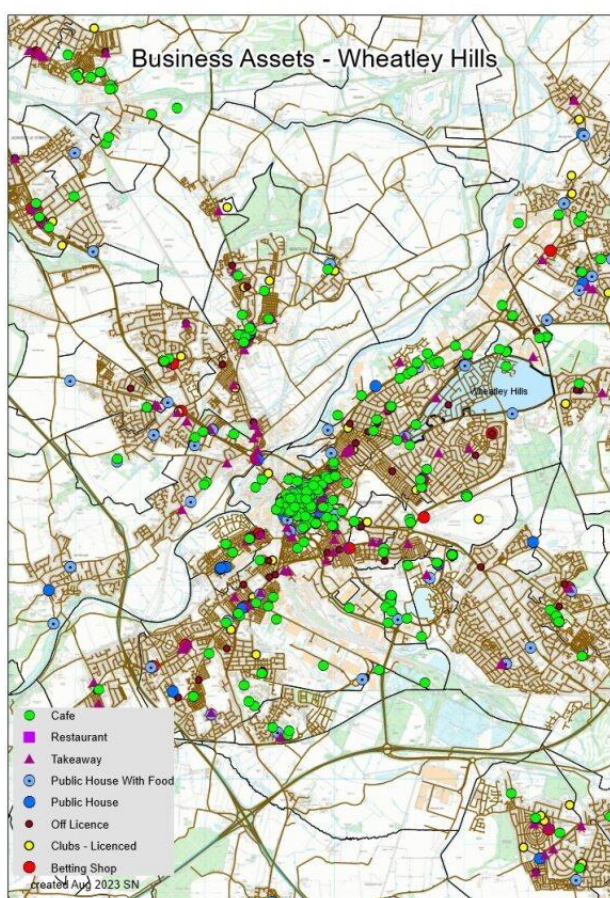 Business Assets - Wheatley Hills
Wheatley Hills
Cafe
Restaurant
Takeaway
Public House With Food
Public House
Off Licence
Clubs - Licenced
Betting Shop
created Aug 2023 SN